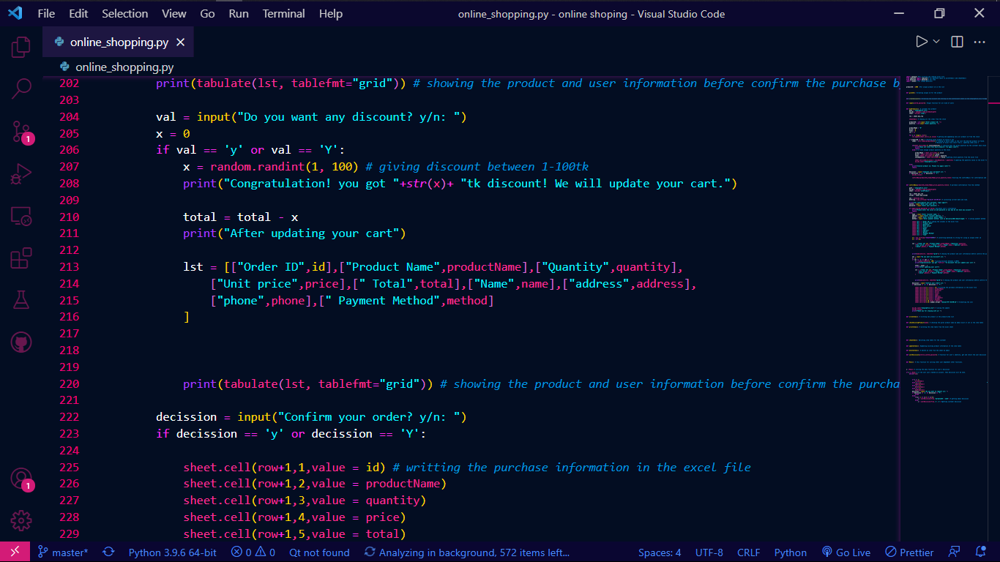 File Edit Selection View Go Run Terminal Help online_shopping.py - online shoping - Visual Studio Code
online_shopping.py
online_shopping.py
202 print(tabulate(lst, tablefmt="grid")) # showing the product and user information before confirm the purchase
203
204 val = input("Do you want any discount? y/n: ")
205 x = 0
206 if val == 'y' or val == 'Y':
207 x = random.randint(1, 100) # giving discount between 1-100tk
208 print("Congratulation! you got "+str(x)+ "tk discount! We will update your cart.")
209
210 total = total - x
211 print("After updating your cart")
212
213 lst = [["Order ID",id],["Product Name",productName],["Quantity",quantity],
214 ["Unit price",price],[" Total",total],["Name",name],["address",address],
215 ["phone",phone],[" Payment Method",method]
216 ]
217
218
219
220 print(tabulate(lst, tablefmt="grid")) # showing the product and user information before confirm the purcha
221
222 decission = input("Confirm your order? y/n: ")
223 if decission == 'y' or decission == 'Y':
224
225 sheet.cell(row+1,1,value = id) # writting the purchase information in the excel file
226 sheet.cell(row+1,2,value = productName)
227 sheet.cell(row+1,3,value = quantity)
228 sheet.cell(row+1,4,value = price)
229 sheet.cell(row+1,5,value = total)
1
1
master* Python 3.9.6 64-bit 0 0 Qt not found Analyzing in background, 572 items left... Spaces: 4 UTF-8 CRLF Python Go Live Prettier